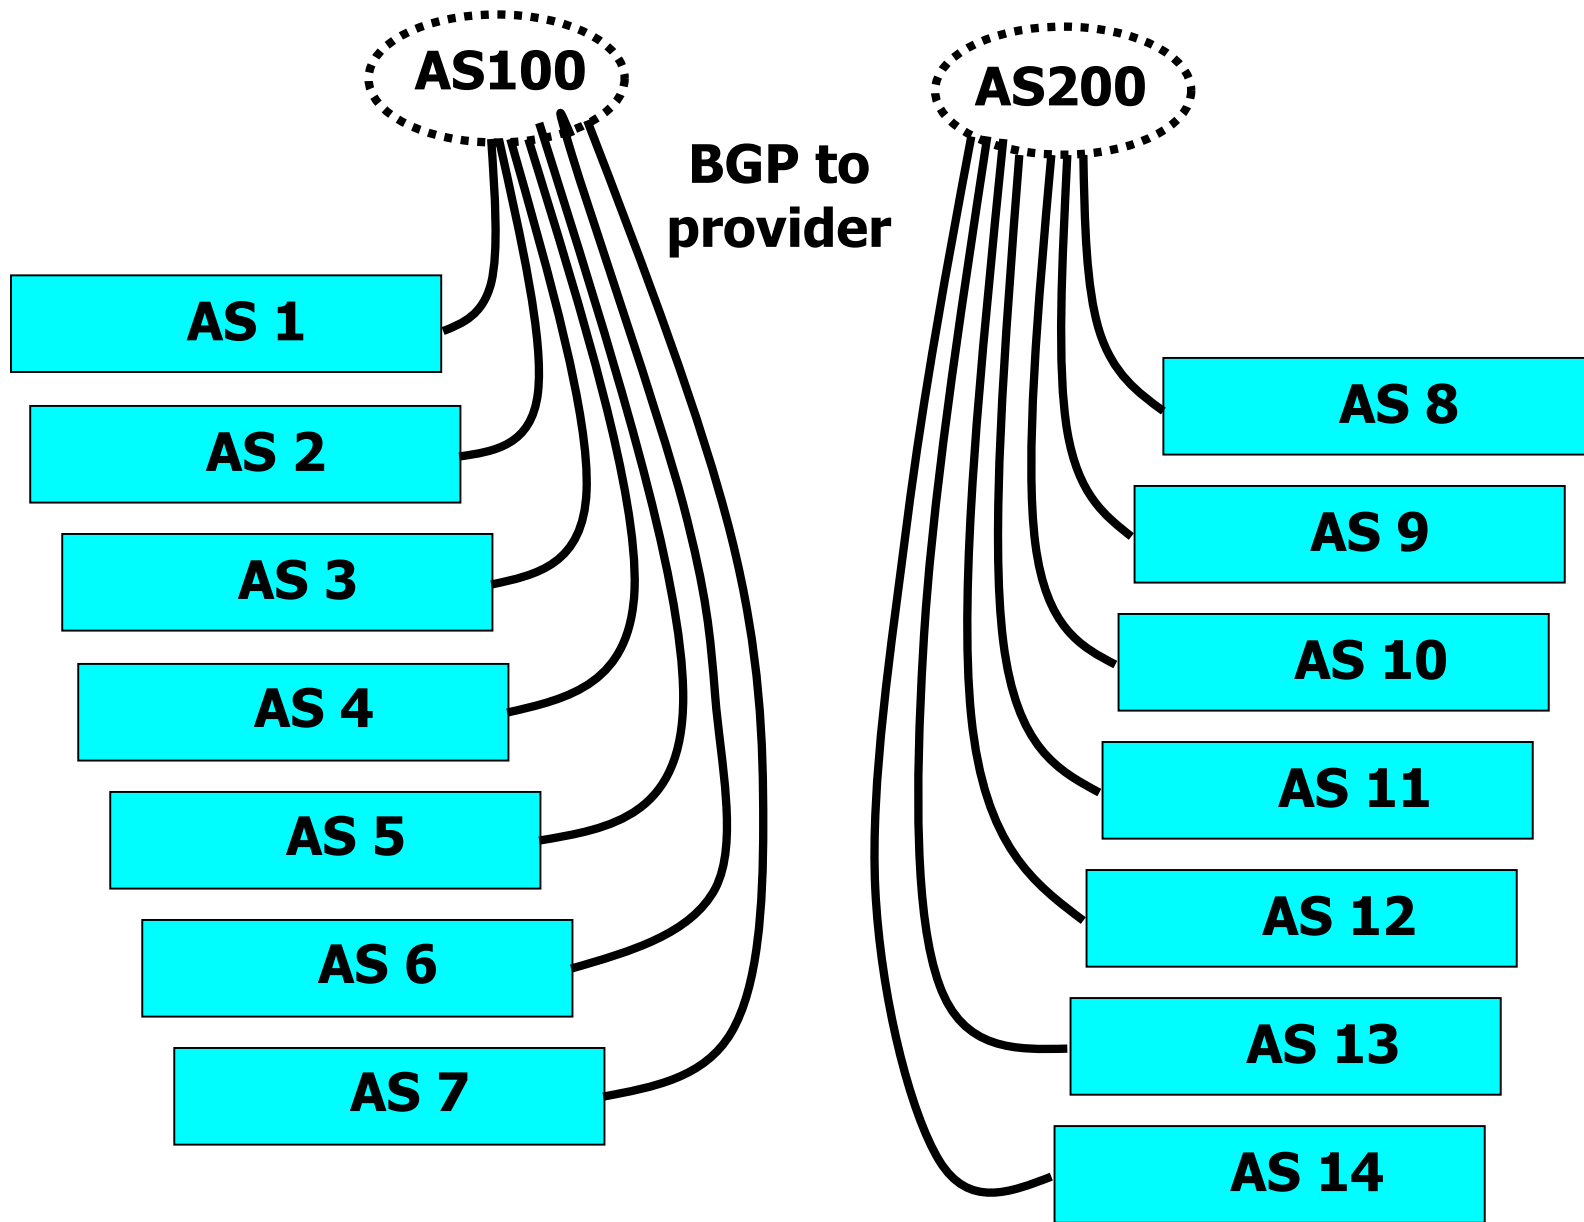 AS100
AS200
BGP to
provider
AS 1
AS 2
AS 3
AS 4
AS 5
AS 6
AS 7
AS 8
AS 9
AS 10
AS 11
AS 12
AS 13
AS 14